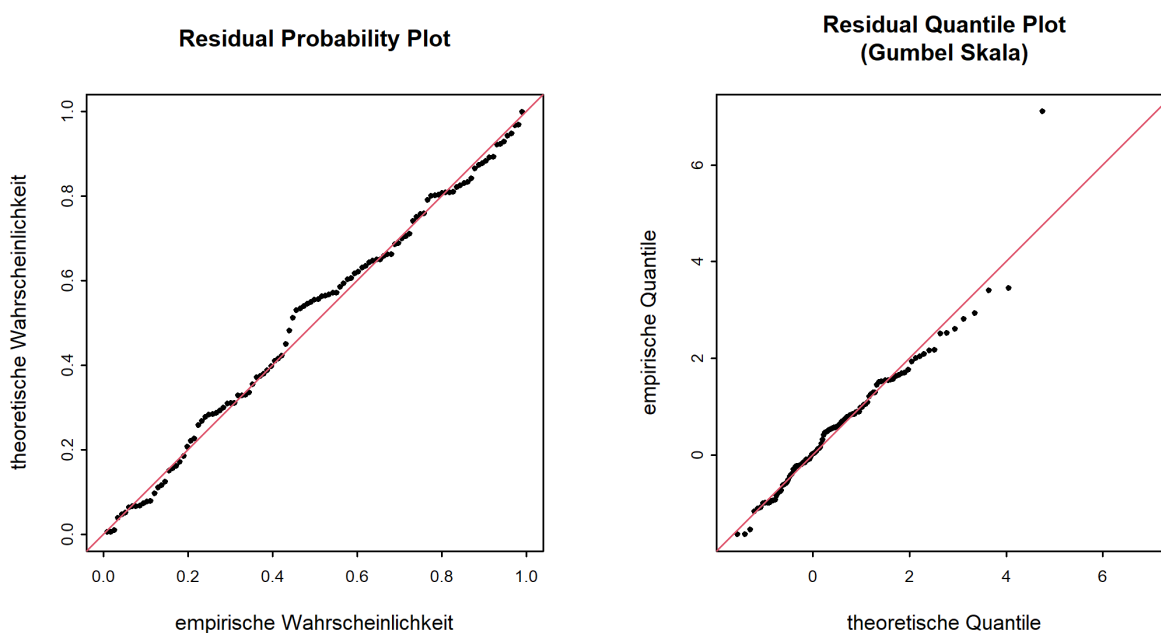 Residual Probability Plot
theoretische Wahrscheinlichkeit
0.0
0.2
0.4
0.6
0.8
1.0
0.0 0.2 0.4 0.6 0.8 1.0
empirische Wahrscheinlichkeit
Residual Quantile Plot
(Gumbel Skala)
empirische Quantile
6
4
2
0
0 2 4 6
theoretische Quantile